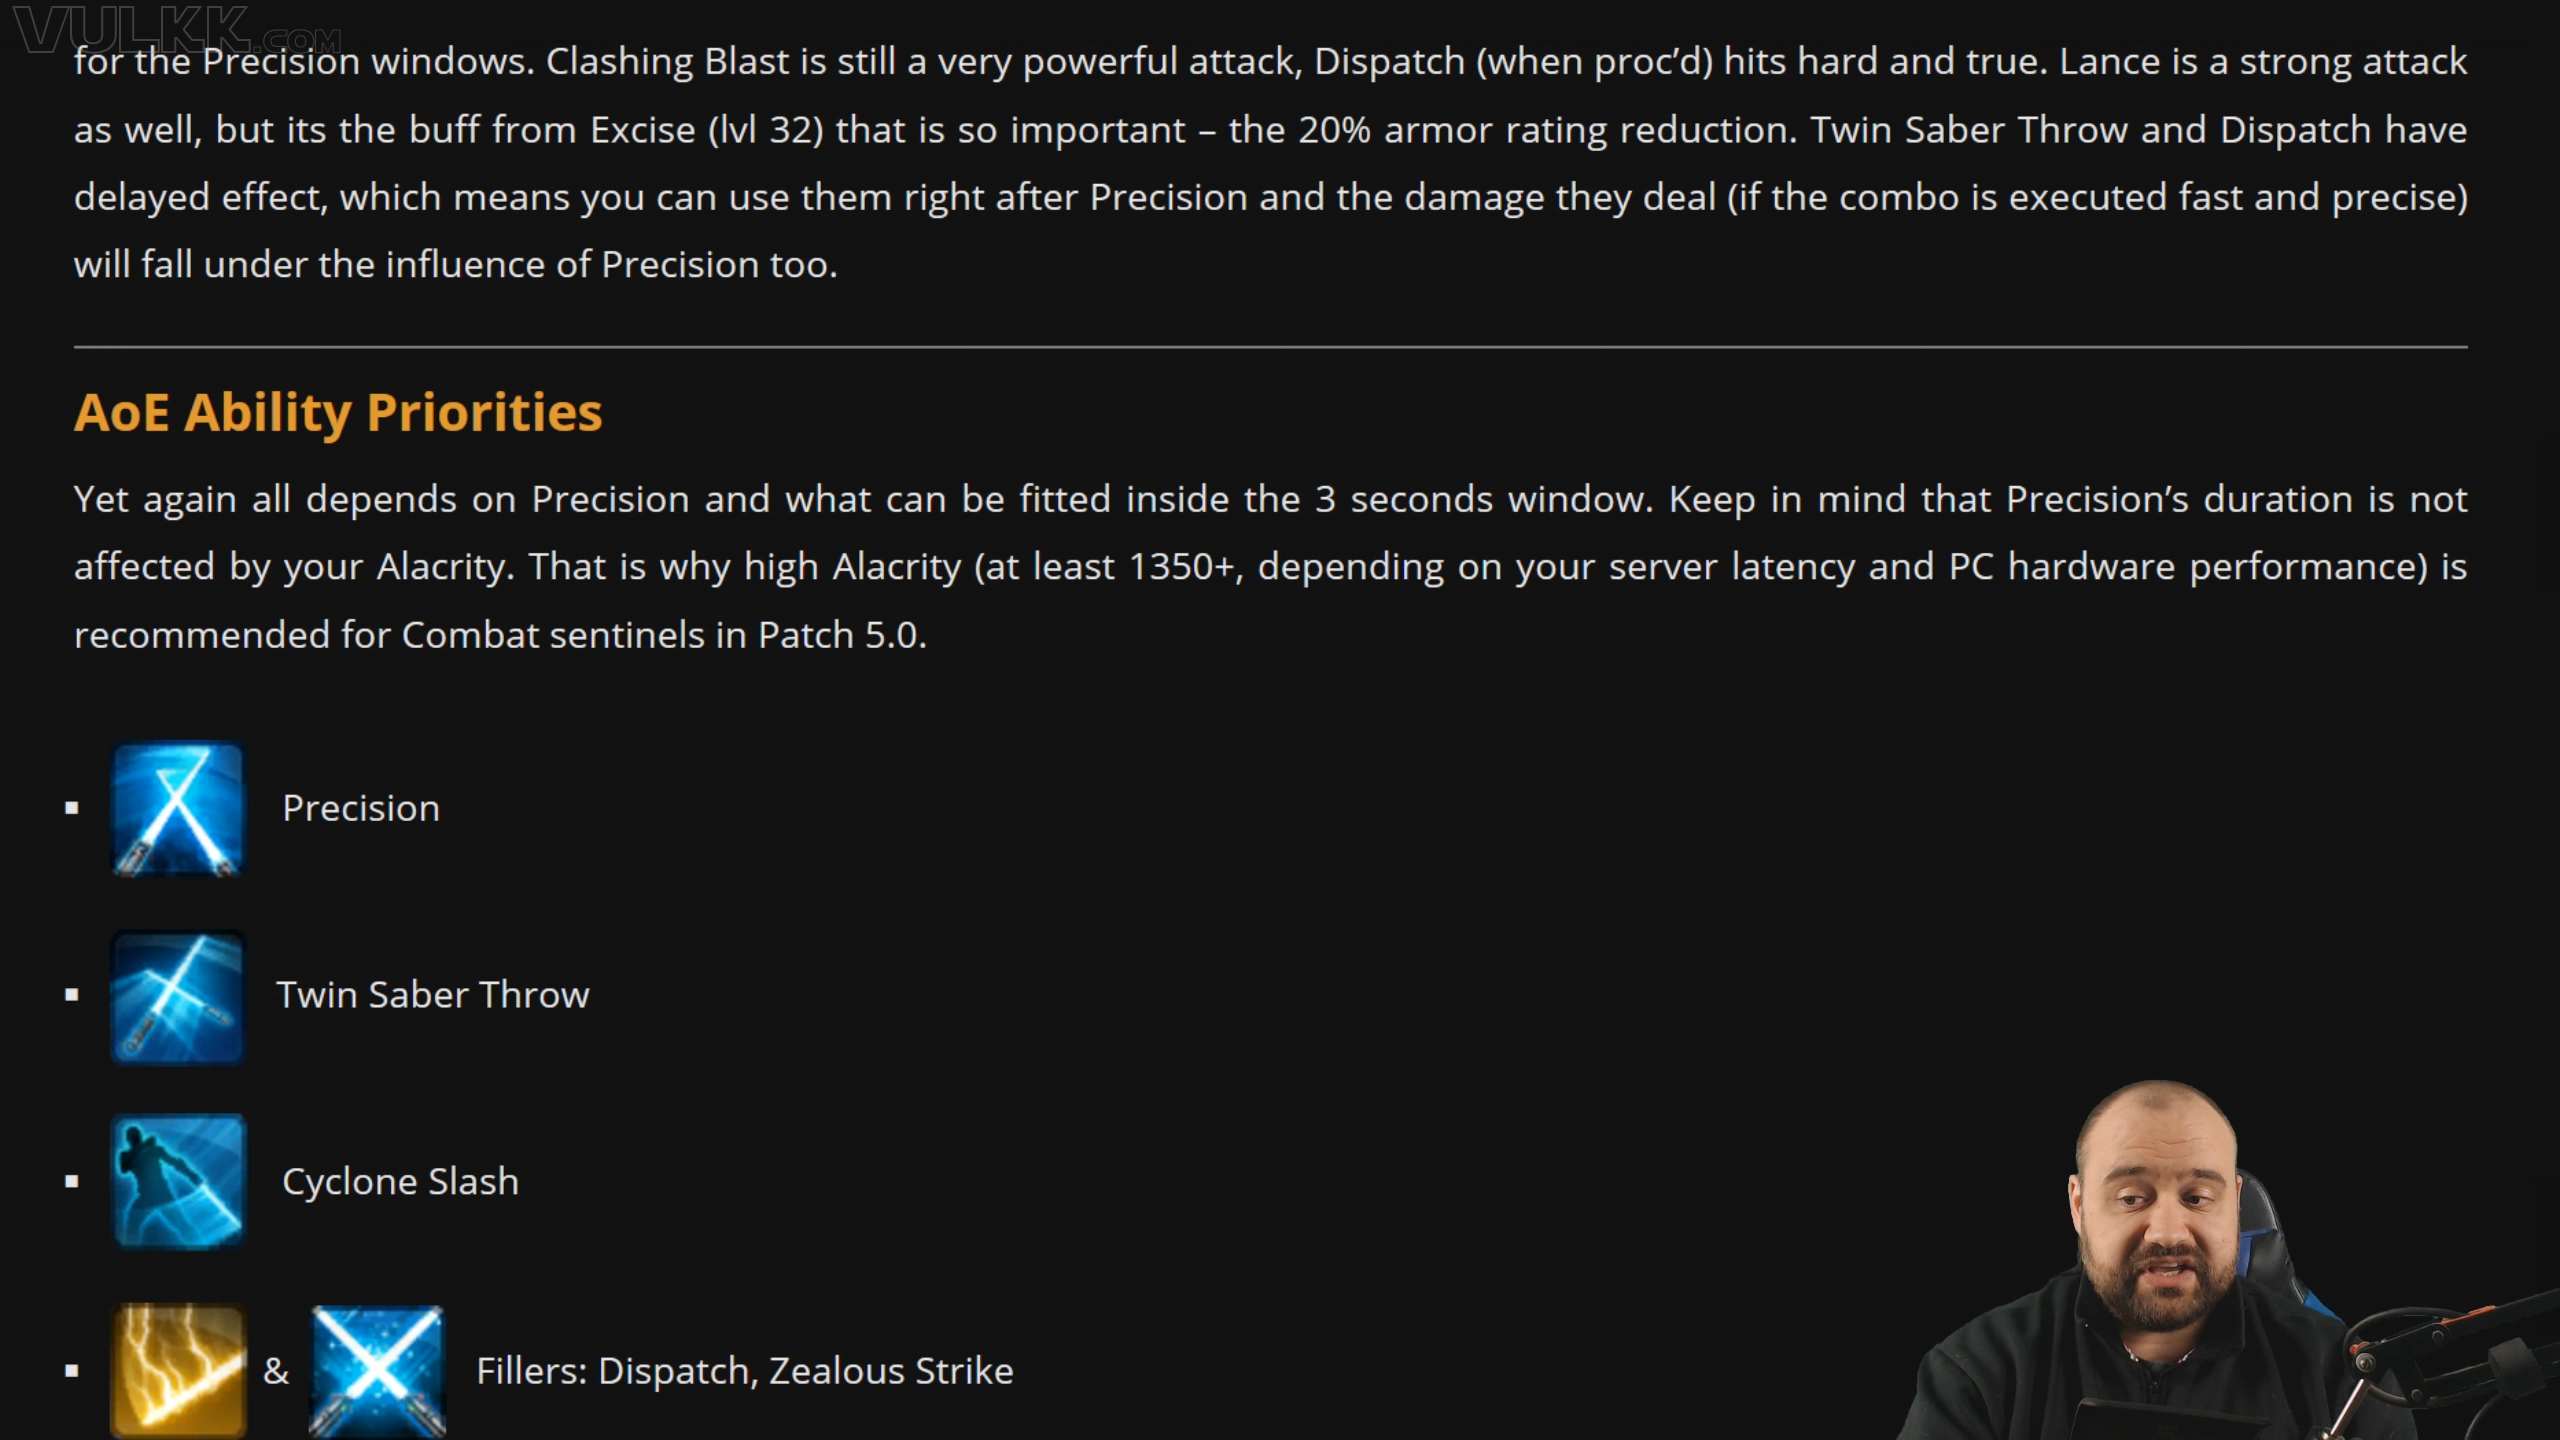 VULKK.COM
for the Precision windows. Clashing Blast is still a very powerful attack, Dispatch (when proc’d) hits hard and true. Lance is a strong attack
as well, but its the buff from Excise (lvl 32) that is so important – the 20% armor rating reduction. Twin Saber Throw and Dispatch have
delayed effect, which means you can use them right after Precision and the damage they deal (if the combo is executed fast and precise)
will fall under the influence of Precision too.
AoE Ability Priorities
Yet again all depends on Precision and what can be fitted inside the 3 seconds window. Keep in mind that Precision’s duration is not
affected by your Alacrity. That is why high Alacrity (at least 1350+, depending on your server latency and PC hardware performance) is
recommended for Combat sentinels in Patch 5.0.
Precision
Twin Saber Throw
Cyclone Slash
& Fillers: Dispatch, Zealous Strike